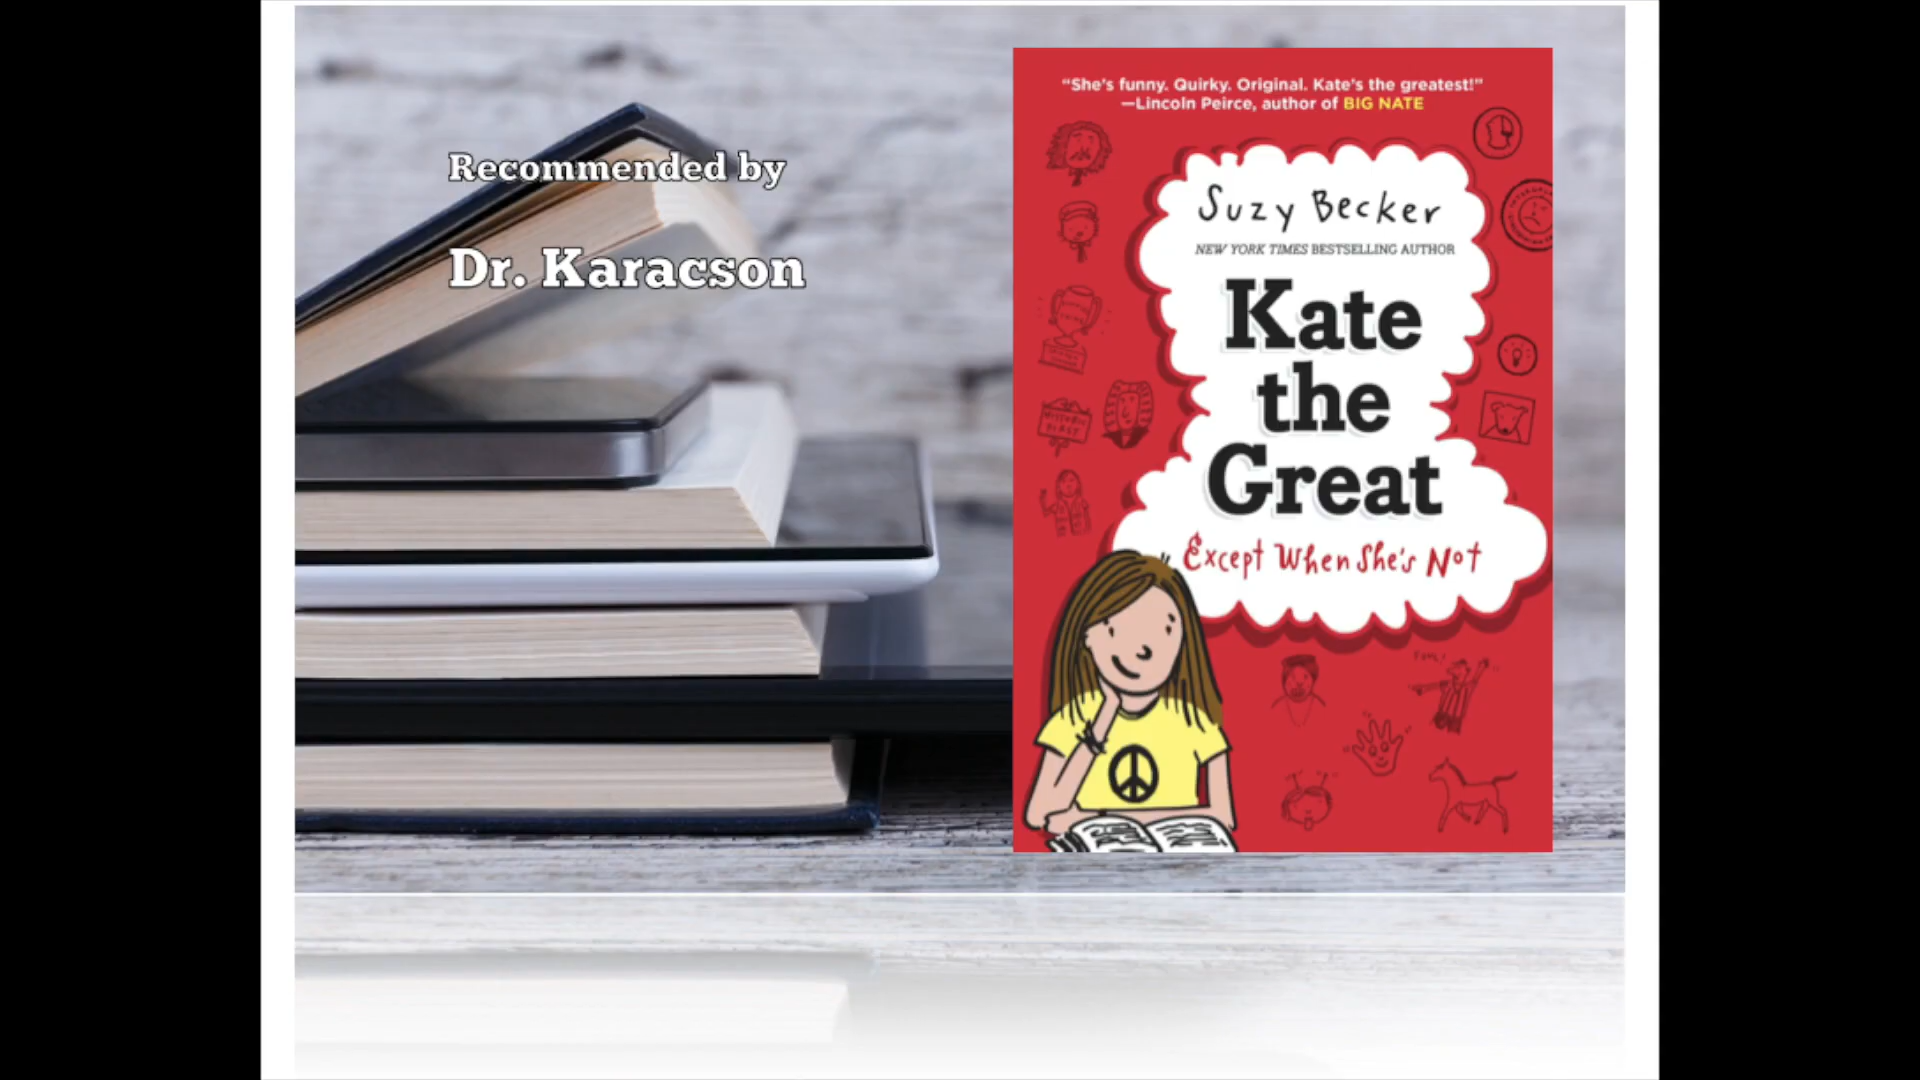 Recommended by
Dr. Karacson
“She’s funny. Quirky. Original. Kate’s the greatest!”
—Lincoln Peirce, author of BIG NATE
Suzy Becker
NEW YORK TIMES BESTSELLING AUTHOR
Kate
the
Great
Except When She's Not